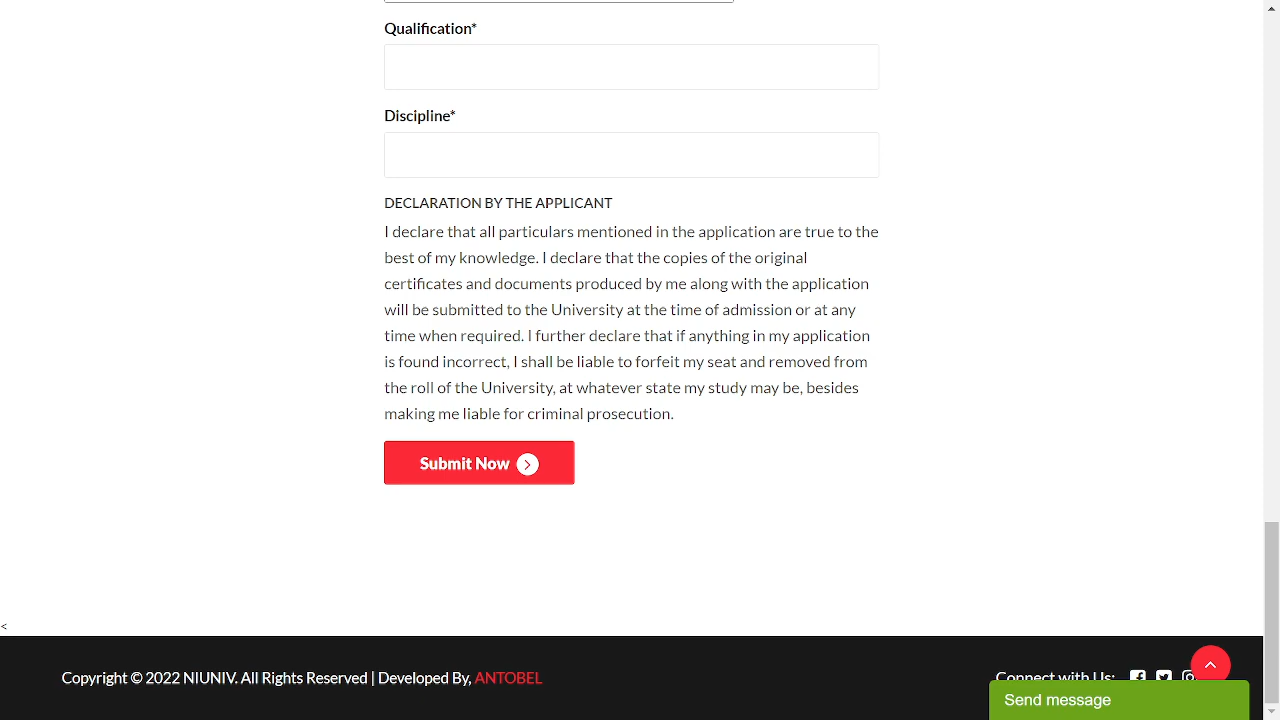 Qualification*
Discipline*
DECLARATION BY THE APPLICANT
I declare that all particulars mentioned in the application are true to the
best of my knowledge. I declare that the copies of the original
certificates and documents produced by me along with the application
will be submitted to the University at the time of admission or at any
time when required. I further declare that if anything in my application
is found incorrect, I shall be liable to forfeit my seat and removed from
the roll of the University, at whatever state my study may be, besides
making me liable for criminal prosecution.
Submit Now
<
Copyright © 2022 NIUNIV. All Rights Reserved | Developed By, ANTOBEL
Connect with Us:
Send message